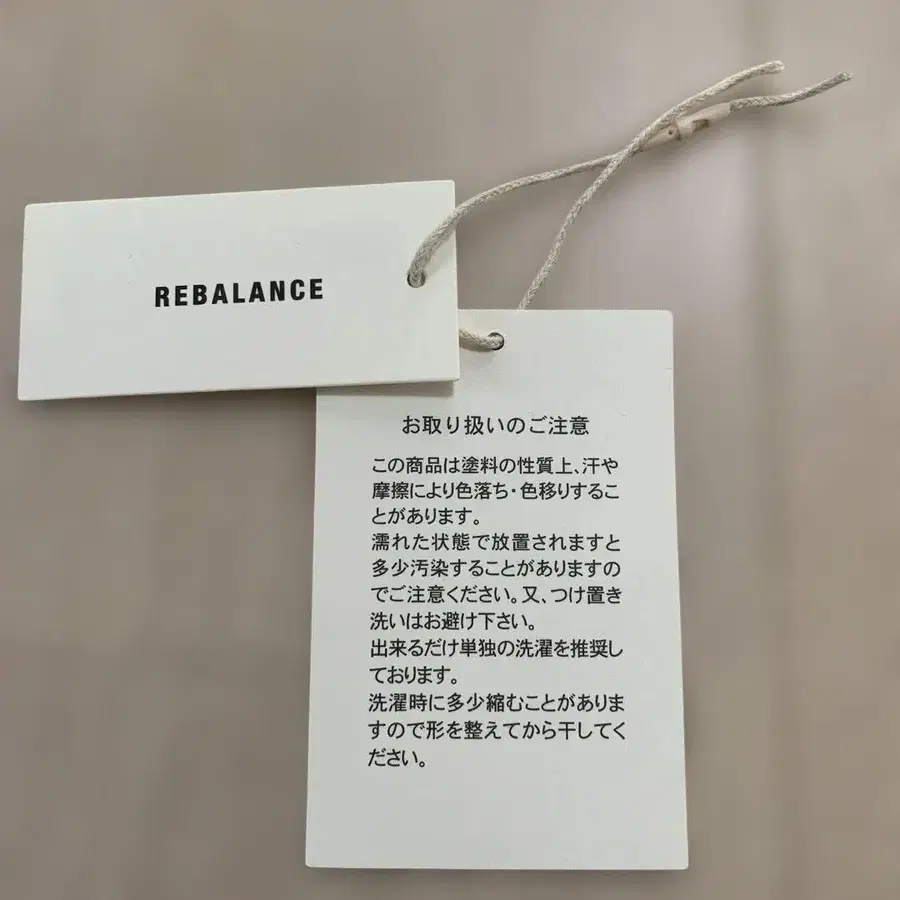 REBALANCE
お取り扱いのご注意
この商品は塗料の性質上、汗や
摩擦により色落ち・色移りするこ
とがあります。
濡れた状態で放置されますと
多少汚染することがありますの
でご注意ください。又、つけ置き
洗いはお避け下さい。
出来るだけ単独の洗濯を推奨し
ております。
洗濯時に多少縮むことがありま
すので形を整えてから干してく
ださい。